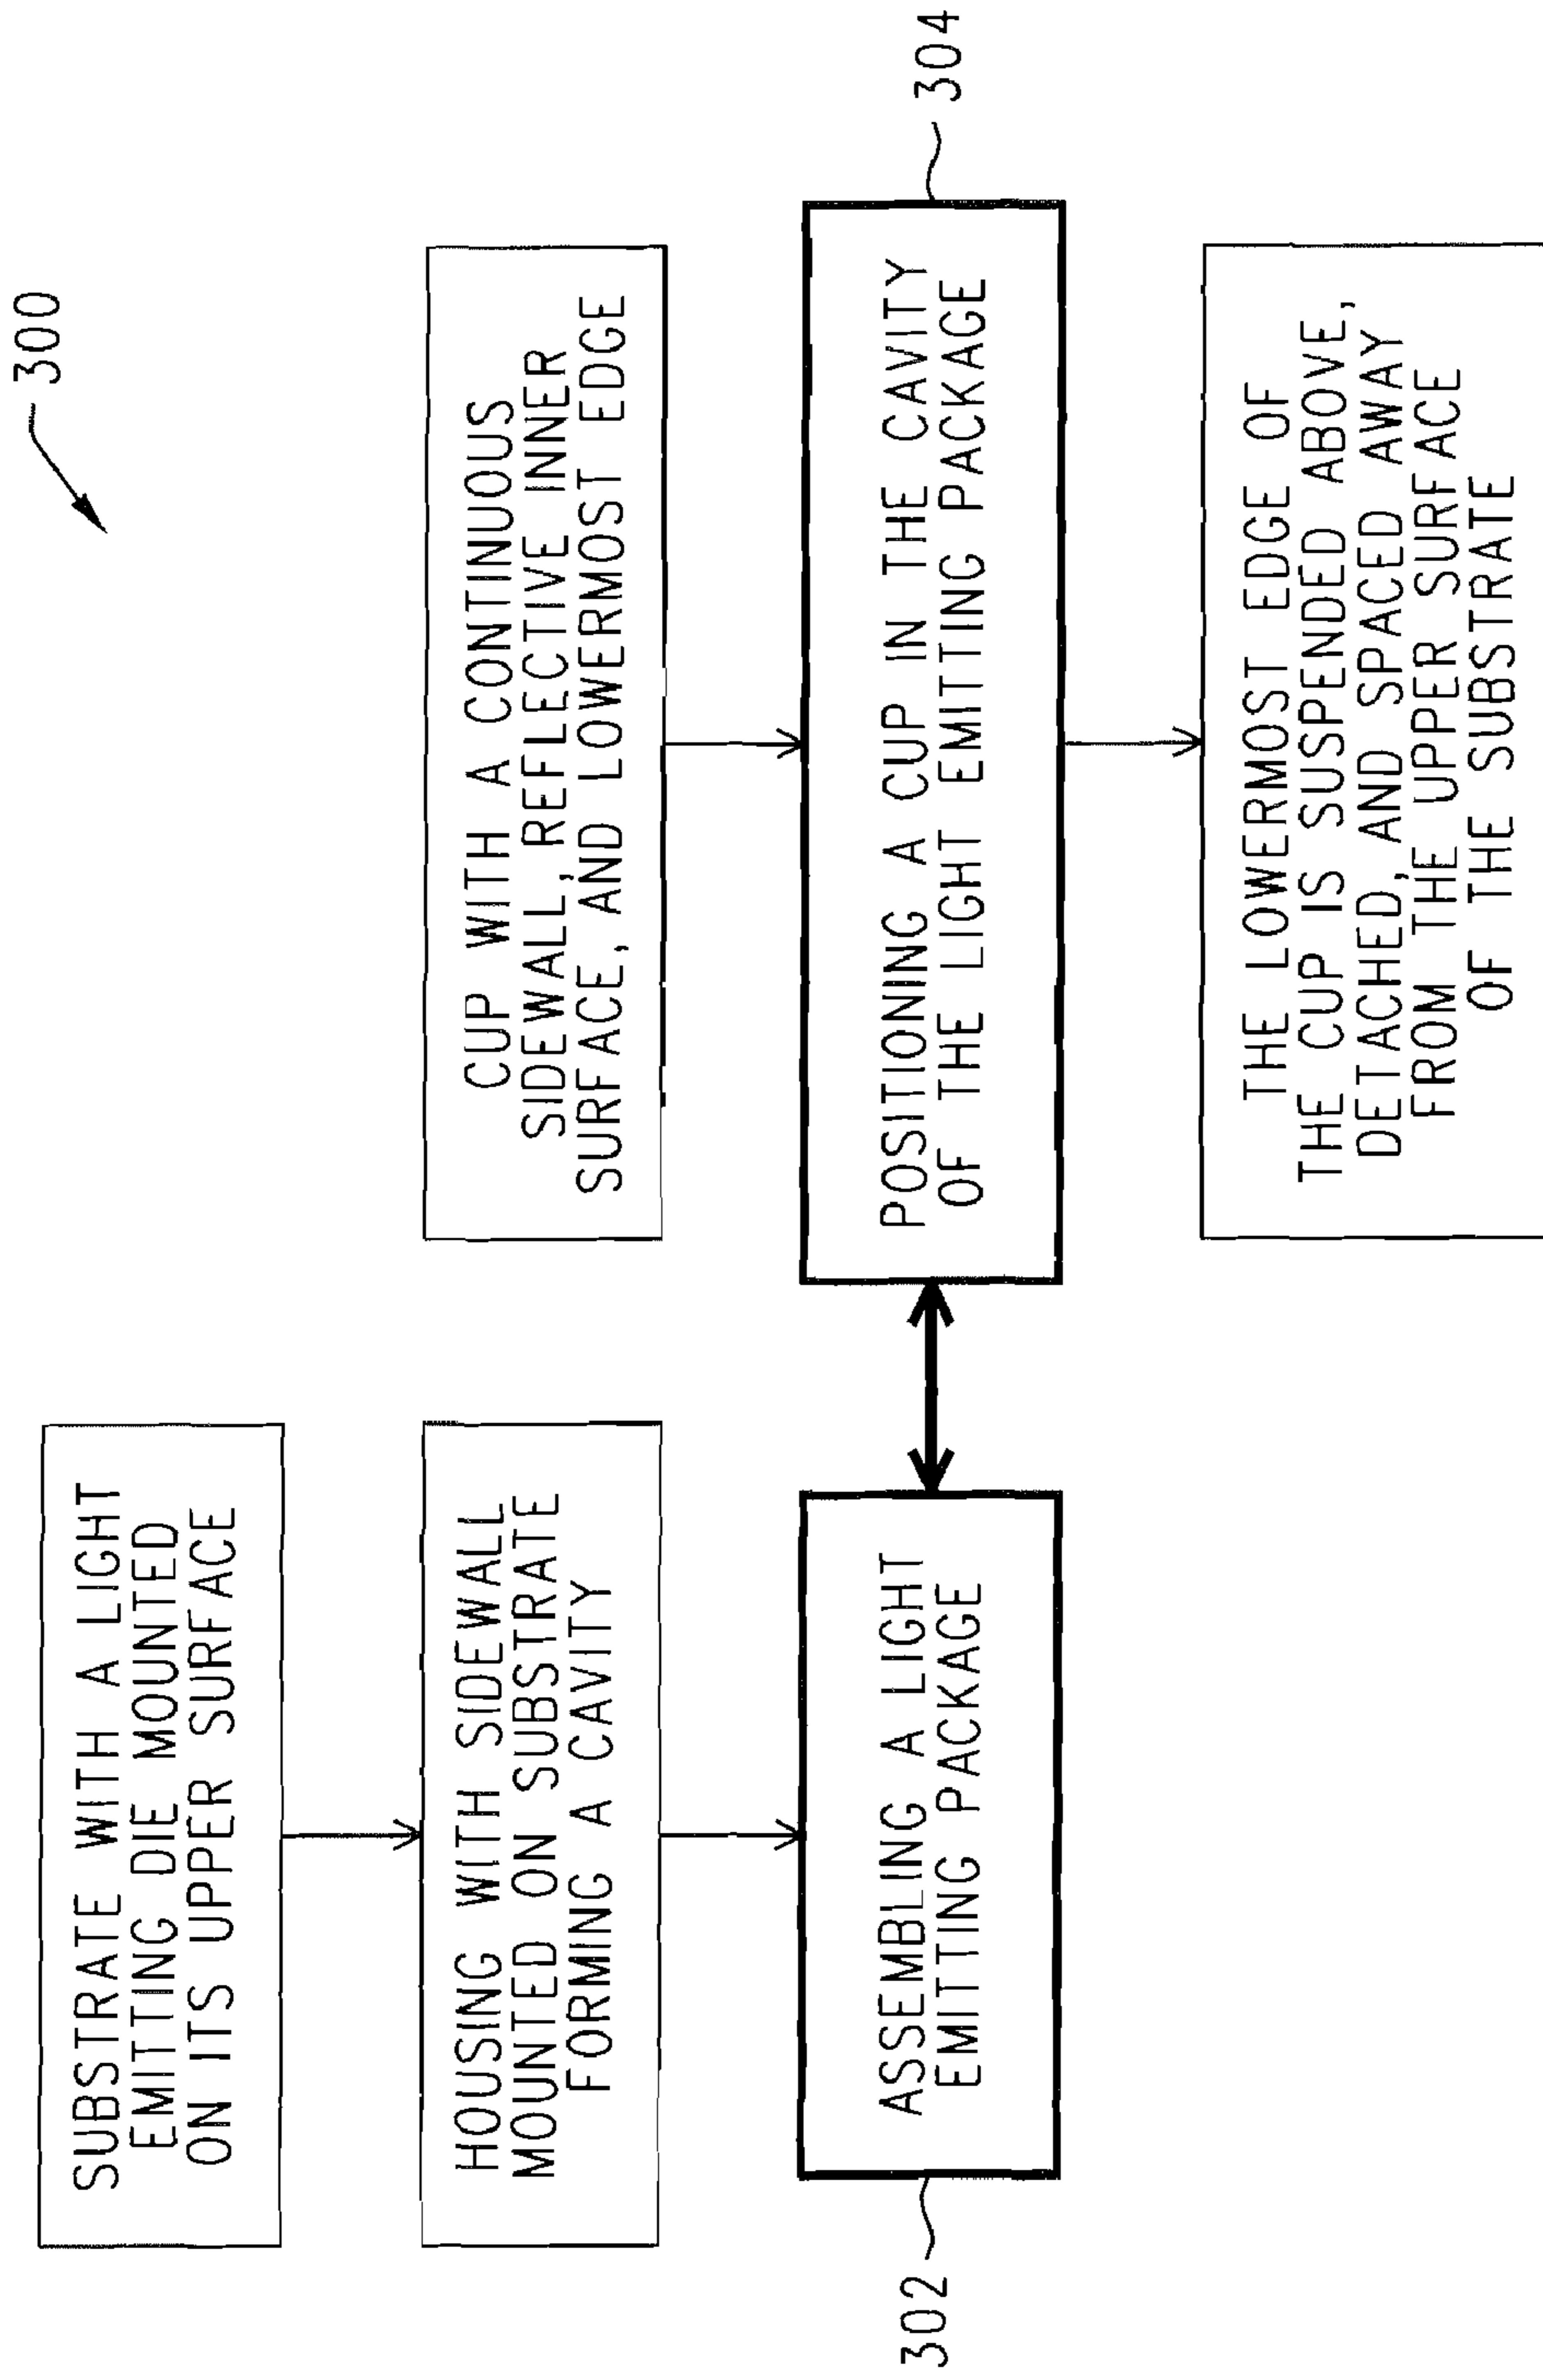 300
SUBSTRATE WITH A LIGHT
EMITTING DIE MOUNTED
ON ITS UPPER SURFACE
HOUSING WITH SIDEWALL
MOUNTED ON SUBSTRATE
FORMING A CAVITY
302
ASSEMBLING A LIGHT
EMITTING PACKAGE
CUP WITH A CONTINUOUS
SIDEWALL, REFLECTIVE INNER
SURFACE, AND LOWERMOST EDGE
POSITIONING A CUP IN THE CAVITY
OF THE LIGHT EMITTING PACKAGE
304
THE LOWERMOST EDGE OF
THE CUP IS SUSPENDED ABOVE,
DETACHED, AND SPACED AWAY
FROM THE UPPER SURFACE
OF THE SUBSTRATE